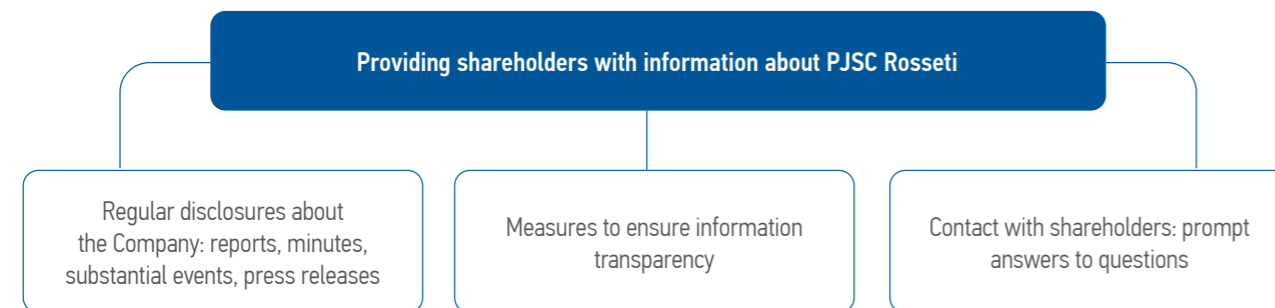 Providing shareholders with information about PJSC Rosseti
Regular disclosures about
the Company: reports, minutes,
substantial events, press releases
Measures to ensure information
transparency
Contact with shareholders: prompt
answers to questions